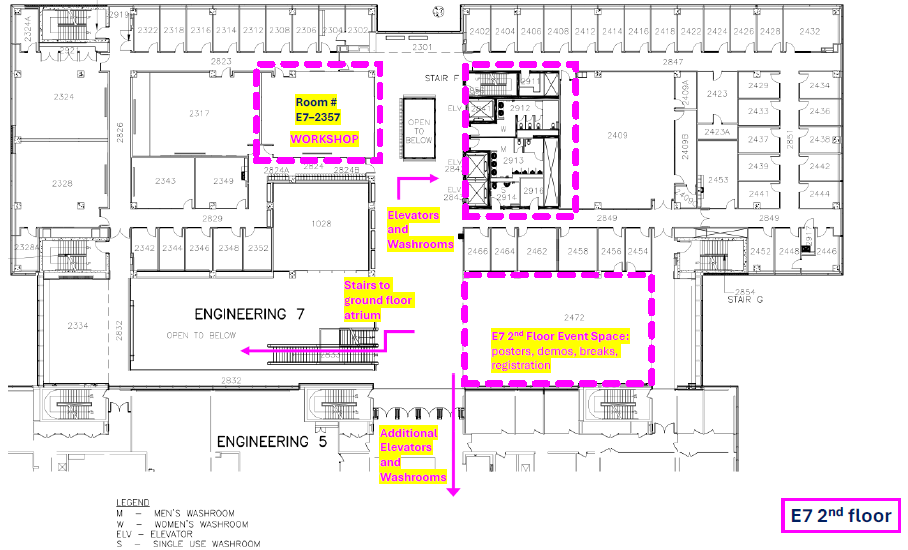 2324A
2919
2322
2318
2316
2314
2312
2308
2306
2304
2302
2301
2402
2404
2406
2408
2412
2414
2416
2418
2422
2424
2426
2428
2432
2823
2847
STAIR F
2324
2826
2317
Room #
E7–2357
WORKSHOP
ELV
OPEN
TO
BELOW
2911
2912
W
M
2913
2409
2409A
2409B
2423
2423A
2429
2434
2433
2436
2437
2438
2851
2439
2442
2441
2444
2453
2328
2343
2349
2824
2824A
2824B
ELV
ELV
S
2914
2916
2829
1028
Elevators
and
Washrooms
2849
2849
2328A
2342
2344
2346
2348
2352
2466
2464
2462
2458
2456
2454
2452
2448
2917
2446
2854
STAIR G
Stairs to
ground floor
atrium
ENGINEERING 7
OPEN TO BELOW
2334
2832
2833
2472
E7 2nd Floor Event Space:
posters, demos, breaks,
registration
2832
ENGINEERING 5
Additional
Elevators
and
Washrooms
LEGEND
M – MEN'S WASHROOM
W – WOMEN'S WASHROOM
ELV – ELEVATOR
S – SINGLE USE WASHROOM
E7 2nd floor